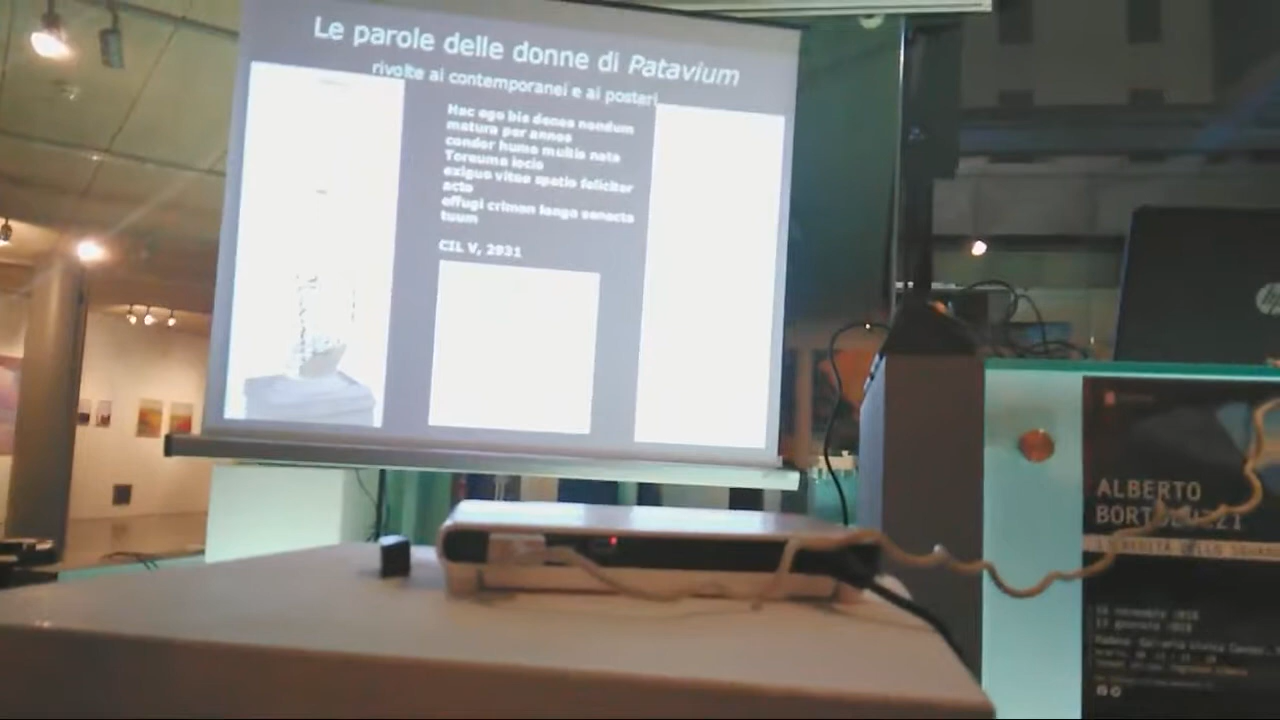 Le parole delle donne di Patavium
rivolte ai contemporanei e ai posteri
Hac ego bis denos nondum
matura per annos
condor humo multis nota
Toreuma iocis
exiguo vitae spatio feliciter
acto
effugi crimen longa senecta
tuum
CIL V, 2931
hp
ALBERTO
BORTOLUZZI